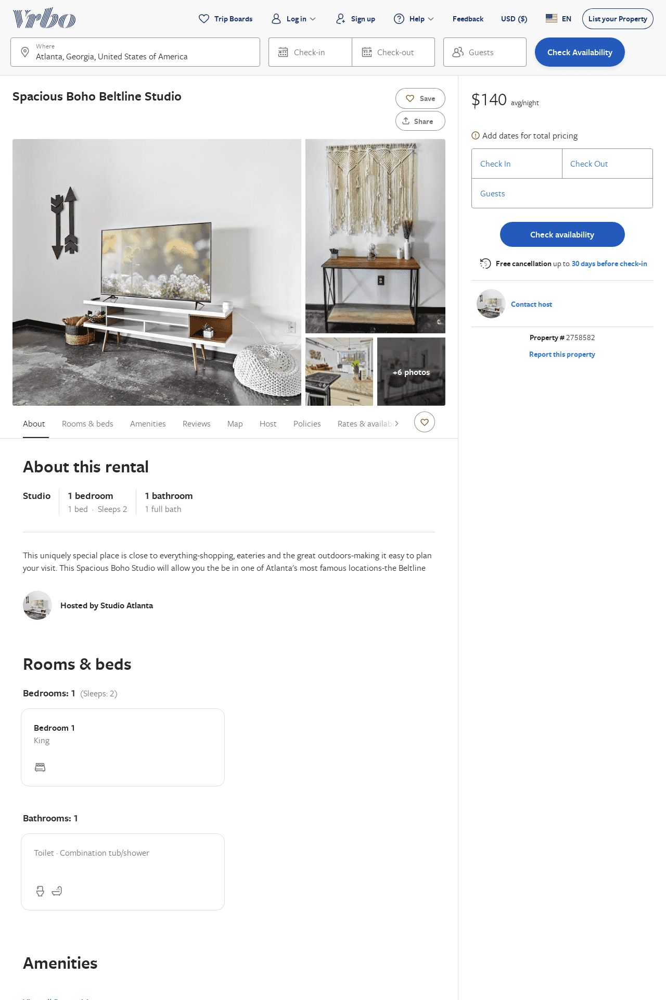 Vrbo
Trip Boards
Log in
Sign up
Help
Feedback
USD ($)
EN
List your Property
Where
Atlanta, Georgia, United States of America
Check-in
Check-out
Guests
Check Availability
Spacious Boho Beltline Studio
Save
Share
+6 photos
$140 avg/night
Add dates for total pricing
Check In
Check Out
Guests
Check availability
Free cancellation up to 30 days before check-in
Contact host
Property # 2758582
Report this property
About
Rooms & beds
Amenities
Reviews
Map
Host
Policies
Rates &
About this rental
Studio
1 bedroom
1 bed · Sleeps 2
1 bathroom
1 full bath
This uniquely special place is close to everything-shopping, eateries and the great outdoors-making it easy to plan
your visit. This Spacious Boho Studio will allow you the be in one of Atlanta's most famous locations-the Beltline
Hosted by Studio Atlanta
Rooms & beds
Bedrooms: 1 (Sleeps: 2)
Bedroom 1
King
Bathrooms: 1
Toilet · Combination tub/shower
Amenities